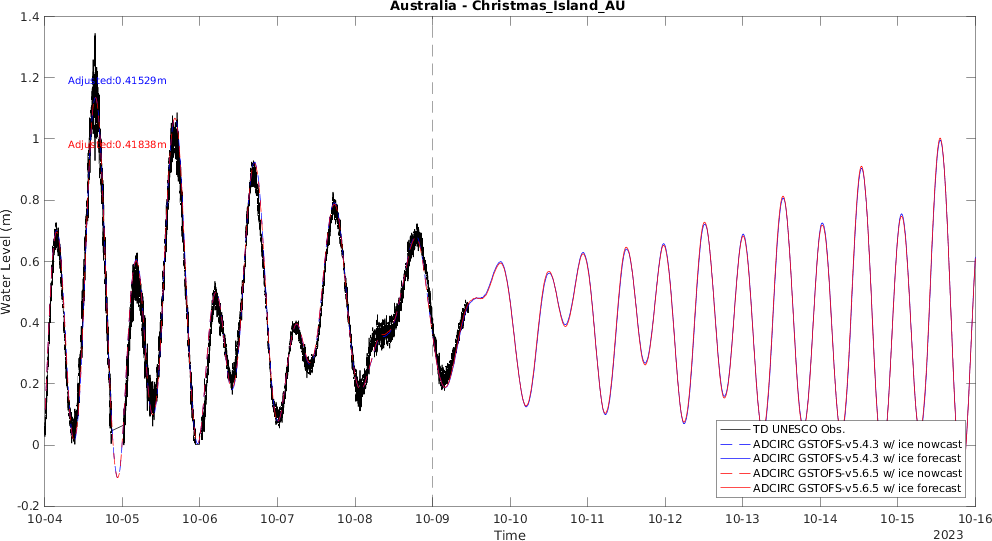 Australia - Christmas_Island_AU
1.4
1.2
1
0.8
0.6
0.4
0.2
0
-0.2
Water Level (m)
Adjusted:0.41529m
Adjusted:0.41838m
TD UNESCO Obs.
ADCIRC GSTOFS-v5.4.3 w/ ice nowcast
ADCIRC GSTOFS-v5.4.3 w/ ice forecast
ADCIRC GSTOFS-v5.6.5 w/ ice nowcast
ADCIRC GSTOFS-v5.6.5 w/ ice forecast
10-04 10-05 10-06 10-07 10-08 10-09 10-10 10-11 10-12 10-13 10-14 10-15 10-16
Time
2023